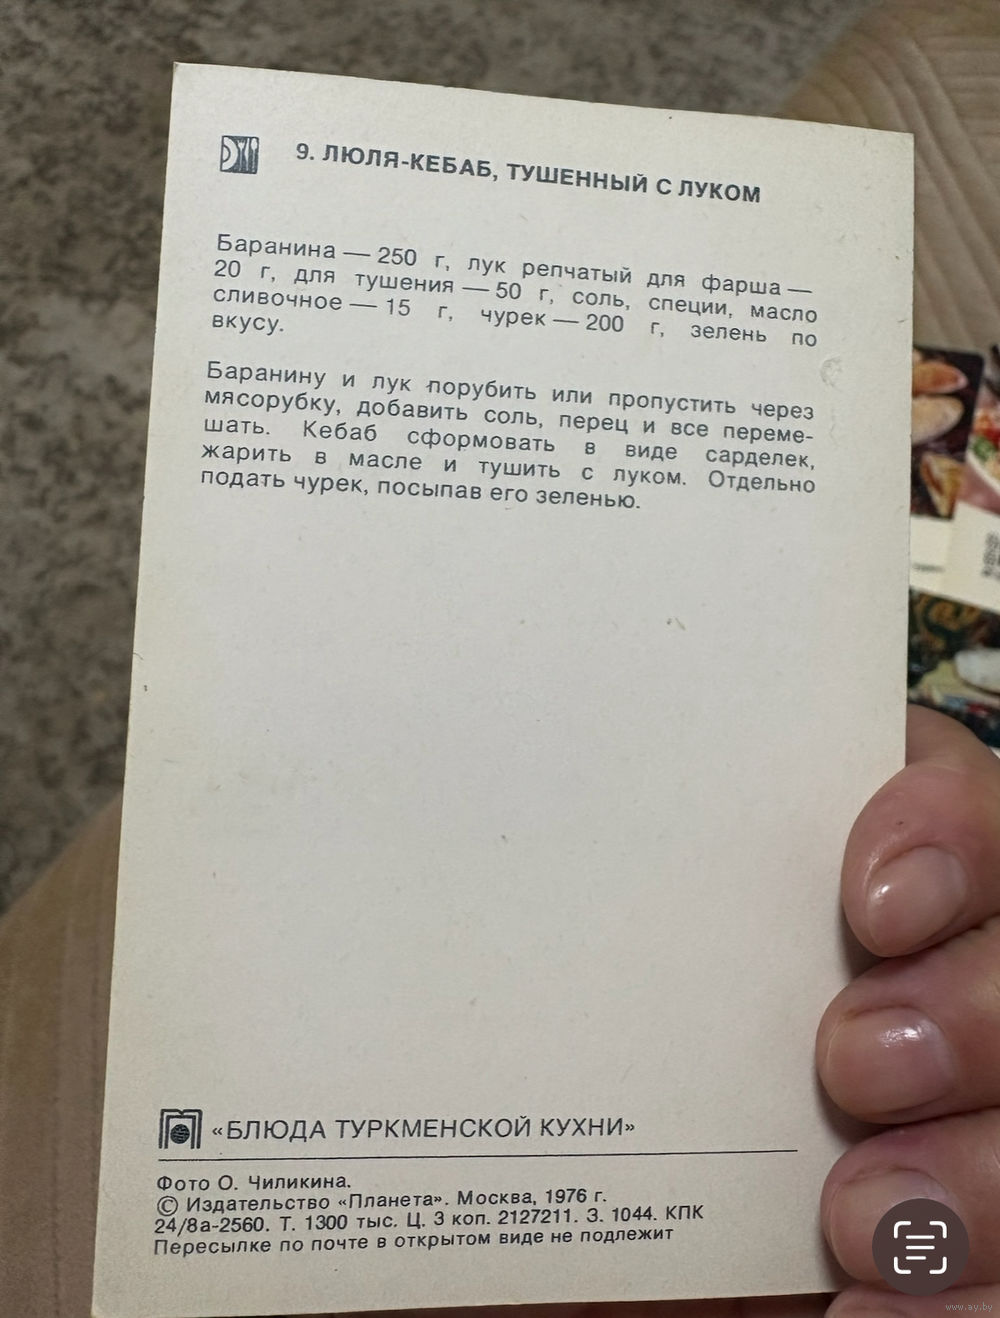 9. ЛЮЛЯ-КЕБАБ, ТУШЕННЫЙ С ЛУКОМ
Баранина — 250 г, лук репчатый для фарша —
20 г, для тушения — 50 г, соль, специи, масло
сливочное — 15 г, чурек — 200 г, зелень по
вкусу.
Баранину и лук порубить или пропустить через
мясорубку, добавить соль, перец и все переме-
шать. Кебаб сформовать в виде сарделек,
жарить в масле и тушить с луком. Отдельно
подать чурек, посыпав его зеленью.
«БЛЮДА ТУРКМЕНСКОЙ КУХНИ»
Фото О. Чиликина.
© Издательство «Планета». Москва, 1976 г.
24/8а-2560. Т. 1300 тыс. Ц. 3 коп. 2127211. З. 1044. КПК
Пересылке по почте в открытом виде не подлежит
www.ay.by